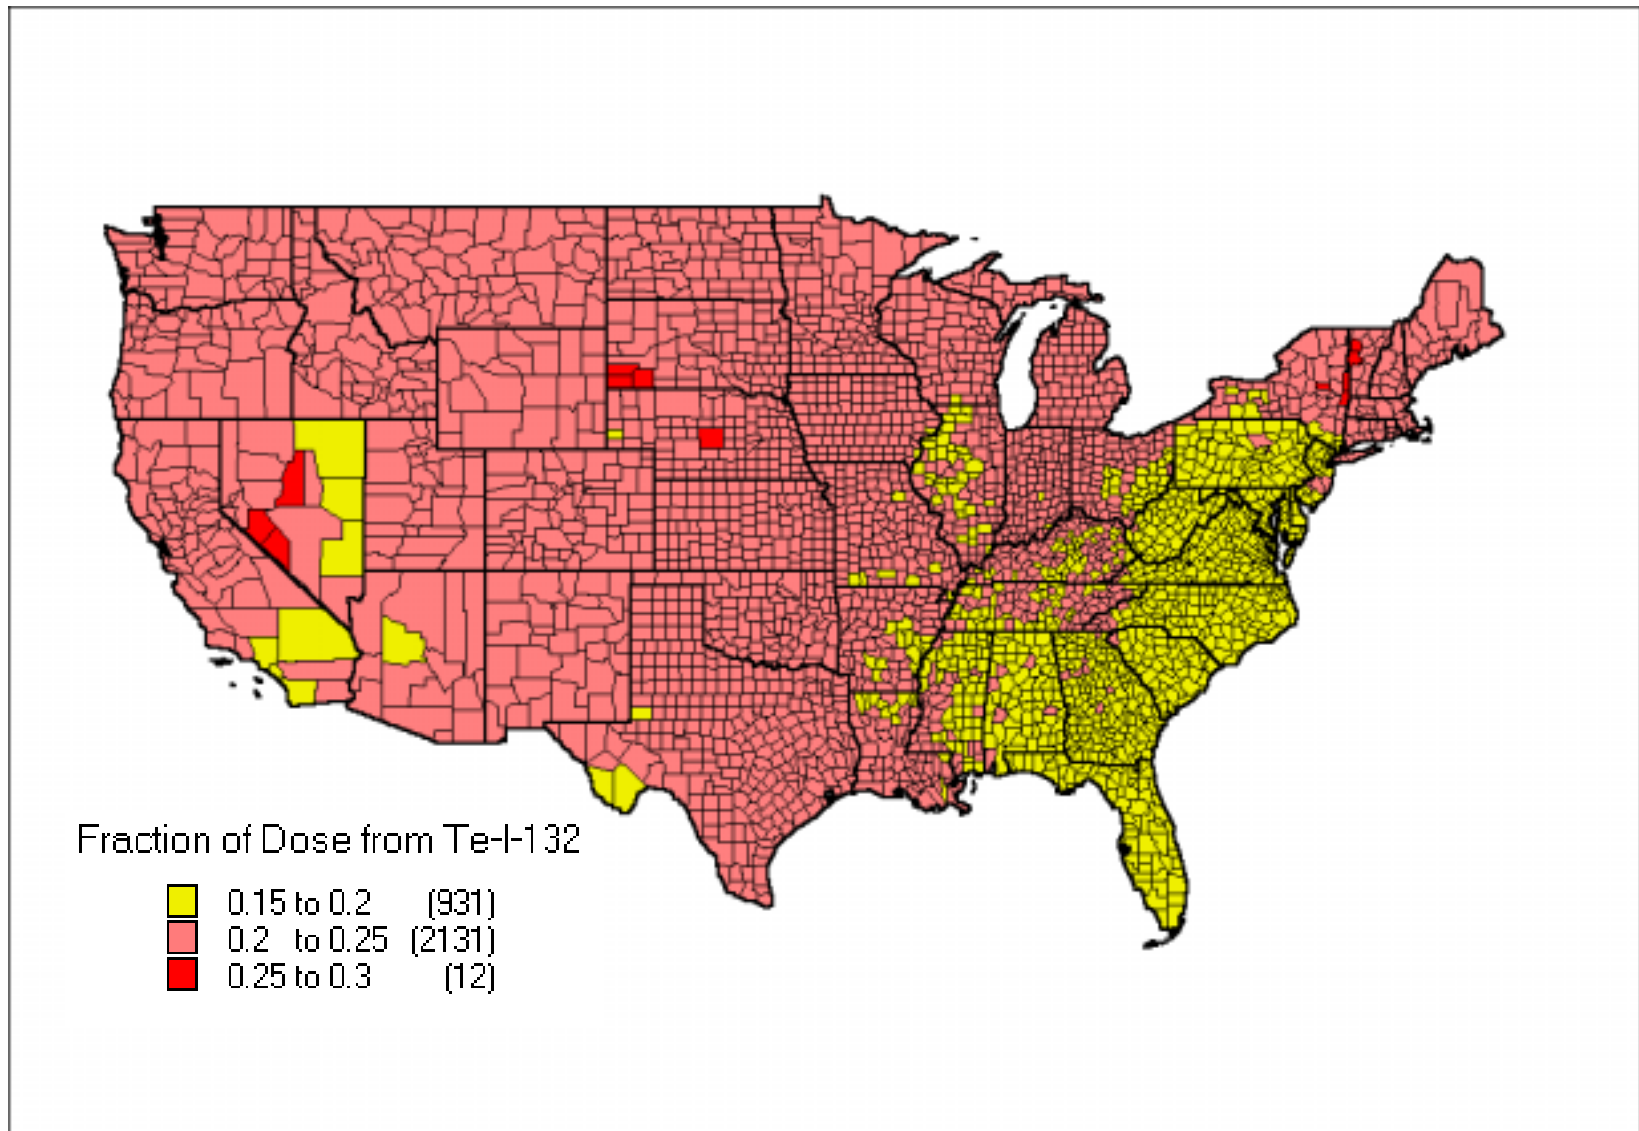 Fraction of Dose from Te-I-132
0.15 to 0.2 (931)
0.2 to 0.25 (2131)
0.25 to 0.3 (12)